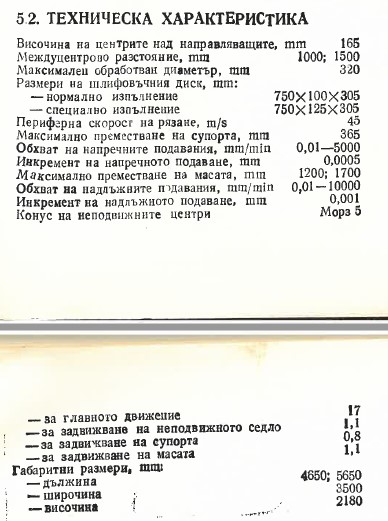 5.2. ТЕХНИЧЕСКА ХАРАКТЕРИСТИКА
Височина на центрите над направляващите, mm 165
Междуцентрово разстояние, mm 1000; 1500
Максимален обработван диаметър, mm 320
Размери на шлифовъчния диск, mm:
— нормално изпълнение 750×100×305
— специално изпълнение 750×125×305
Периферна скорост на рязане, m/s 45
Максимално преместване на супорта, mm 365
Обхват на напречните подавания, mm/min 0,01—5000
Инкремент на напречното подаване, mm 0,0005
Максимално преместване на масата, mm 1200; 1700
Обхват на надлъжните подавания, mm/min 0,01—10000
Инкремент на надлъжното подаване, mm 0,001
Конус на неподвижните центри Морз 5
— за главното движение 17
— за задвижване на неподвижното седло 1,1
— за задвижване на супорта 0,8
— за задвижване на масата 1,1
Габаритни размери, mm:
— дължина 4650; 5650
— широчина 3500
— височина 2180